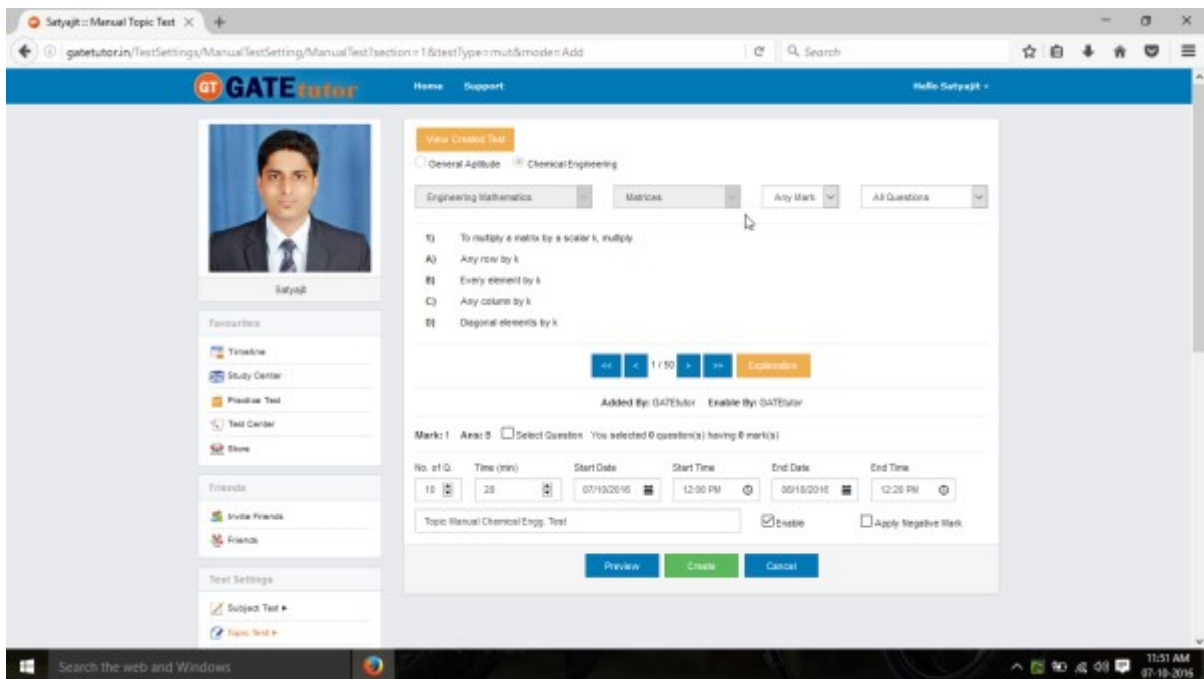 Satyajit :: Manual Topic Test
gatetutor.in/TestSettings/ManualTestSetting/ManualTest?section=1&testType=mut&mode=Add
Search
GT GATEtutor
Home Support
Hello Satyajit
View Created Test
General Aptitude Chemical Engineering
Engineering Mathematics Matrices Any Mark All Questions
1) To multiply a matrix by a scalar k, multiply
A) Any row by k
B) Every element by k
C) Any column by k
D) Diagonal elements by k
<< < 1 / 50 > >> Explanation
Added By: GATEtutor Enable By: GATEtutor
Mark: 1 Ans: B Select Question You selected 0 question(s) having 0 mark(s)
No. of Q. Time (min) Start Date Start Time End Date End Time
10 20 07/10/2016 12:00 PM 08/10/2016 12:20 PM
Topic Manual Chemical Engg. Test Enable Apply Negative Mark
Preview Create Cancel
Satyajit
Favourites
Timeline
Study Center
Practise Test
Test Center
Store
Friends
Invite Friends
Friends
Test Settings
Subject Test
Topic Test
Search the web and Windows
11:51 AM
07-10-2016